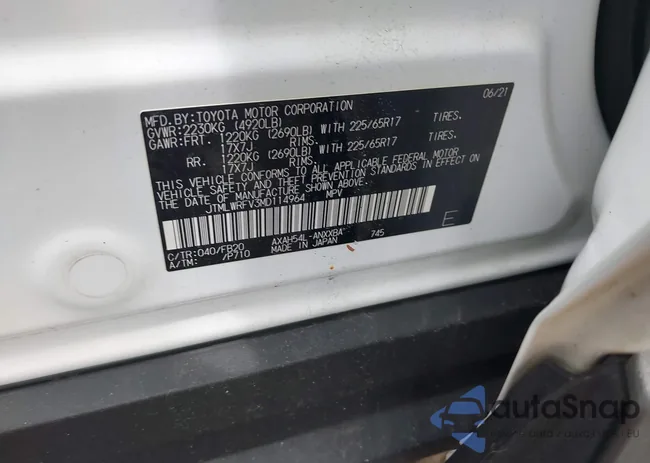 MFD. BY: TOYOTA MOTOR CORPORATION 06/21
GVWR: 2230KG (4920LB)
GAWR: FRT. 1220KG (2690LB) WITH 225/65R17 TIRES.
17X7J RIMS.
RR. 1220KG (2690LB) WITH 225/65R17 TIRES.
17X7J RIMS.
THIS VEHICLE CONFORMS TO ALL APPLICABLE FEDERAL MOTOR
VEHICLE SAFETY AND THEFT PREVENTION STANDARDS IN EFFECT ON
THE DATE OF MANUFACTURE SHOWN ABOVE.
JTMLWRFV3MD114964 MPV
E
AXAH54L-ANXXBA 745
C/TR: 040/FB20 MADE IN JAPAN
A/TM: /P710
autoSnap